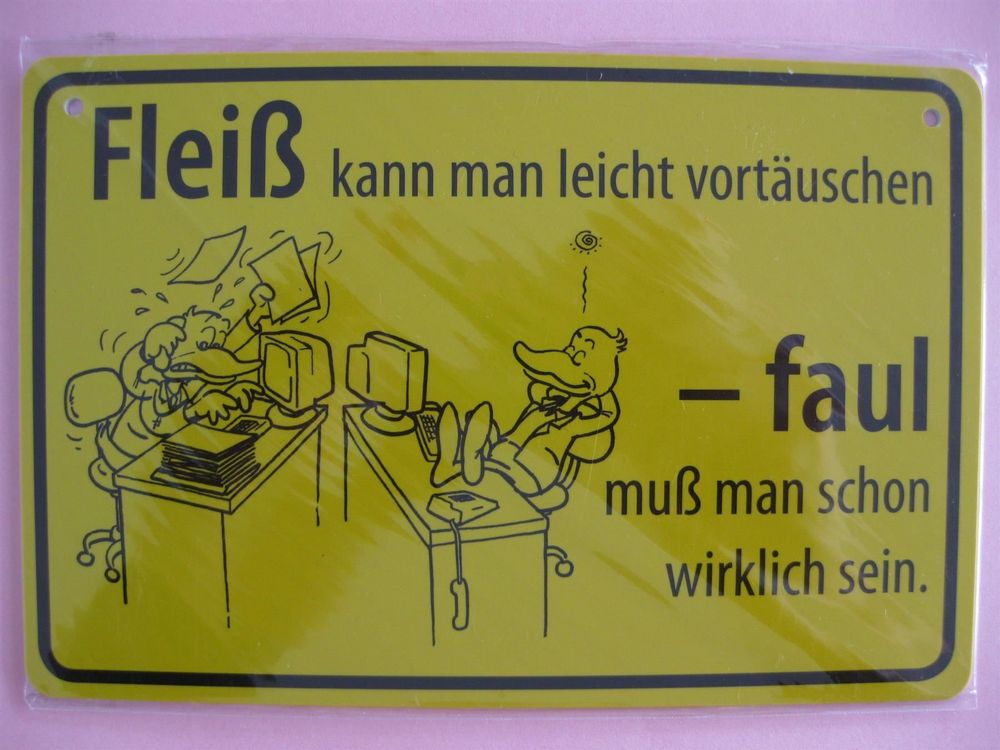 Fleiß kann man leicht vortäuschen
– faul
muß man schon
wirklich sein.